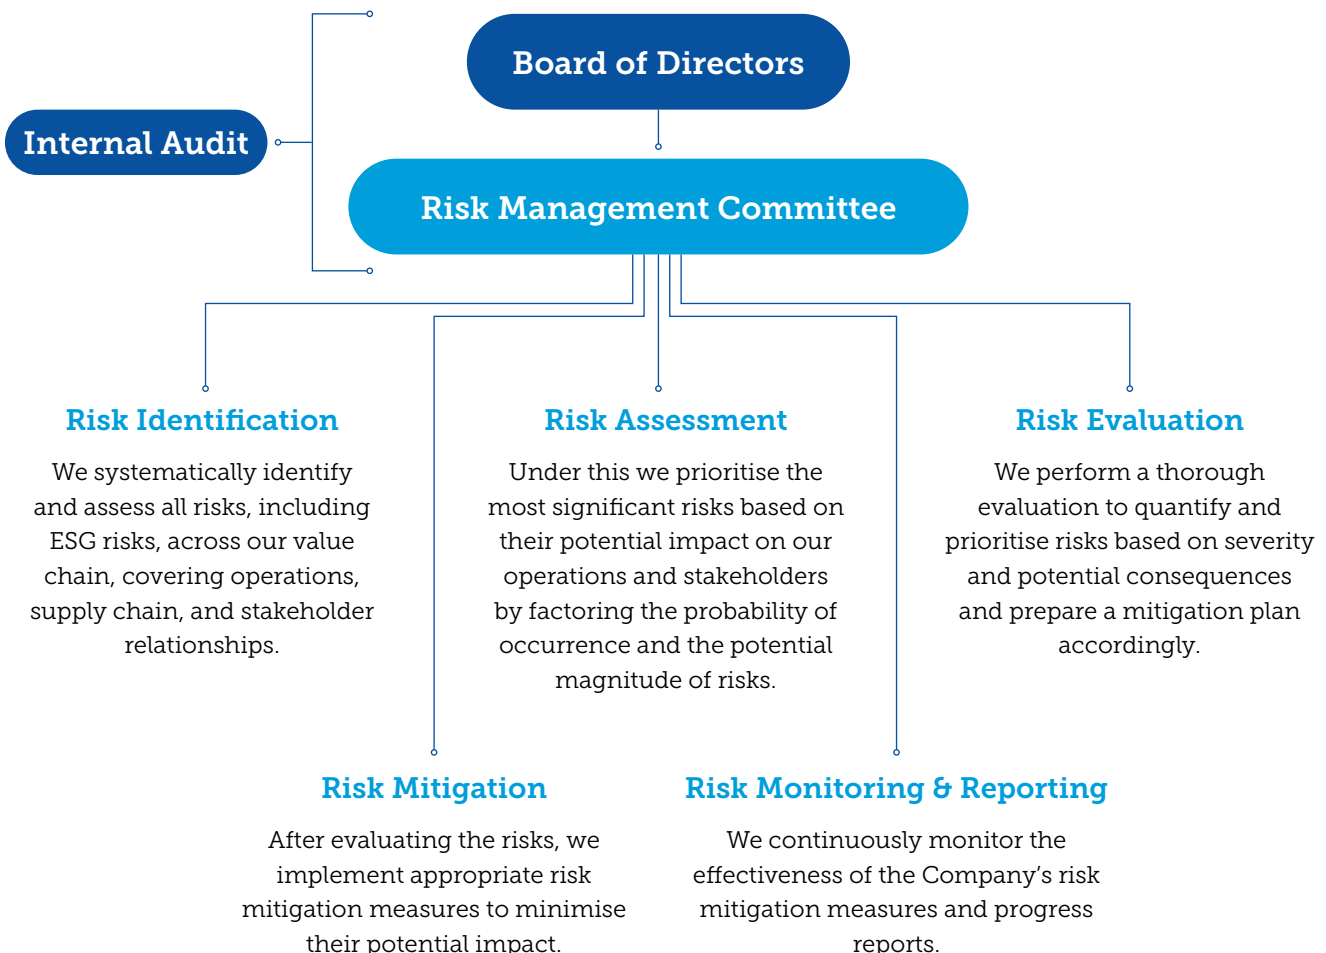 Board of Directors
Internal Audit
Risk Management Committee
Risk Identification
We systematically identify
and assess all risks, including
ESG risks, across our value
chain, covering operations,
supply chain, and stakeholder
relationships.
Risk Assessment
Under this we prioritise the
most significant risks based on
their potential impact on our
operations and stakeholders
by factoring the probability of
occurrence and the potential
magnitude of risks.
Risk Evaluation
We perform a thorough
evaluation to quantify and
prioritise risks based on severity
and potential consequences
and prepare a mitigation plan
accordingly.
Risk Mitigation
After evaluating the risks, we
implement appropriate risk
mitigation measures to minimise
their potential impact.
Risk Monitoring & Reporting
We continuously monitor the
effectiveness of the Company's risk
mitigation measures and progress
reports.